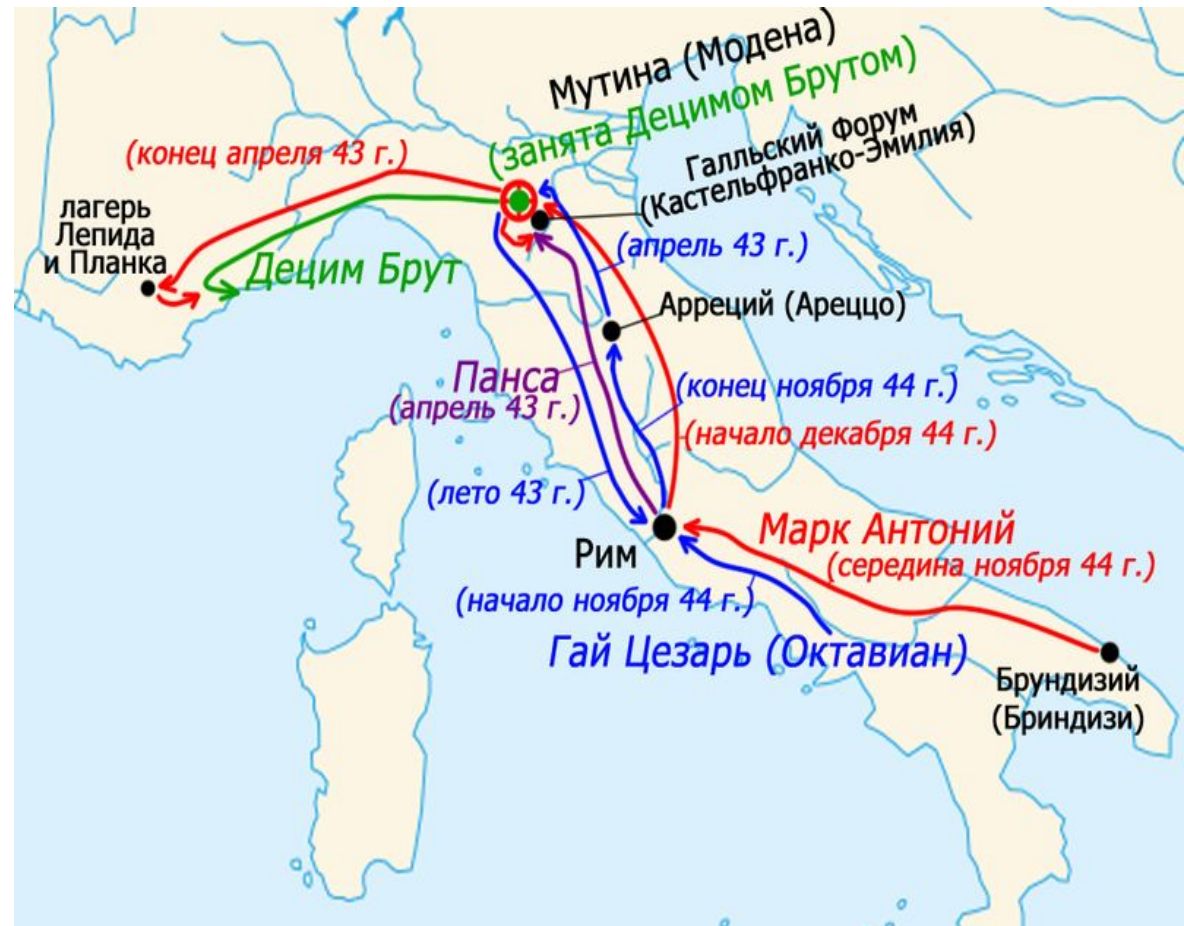 Мутина (Модена)
(занята Децимом Брутом)
Галльский Форум
(Кастельфранко-Эмилия)
(конец апреля 43 г.)
лагерь
Лепида
и Планка
Децим Брут
(апрель 43 г.)
Арреций (Ареццо)
Панса
(апрель 43 г.)
(конец ноября 44 г.)
(начало декабря 44 г.)
(лето 43 г.)
Рим
Марк Антоний
(середина ноября 44 г.)
(начало ноября 44 г.)
Гай Цезарь (Октавиан)
Брундизий
(Бриндизи)